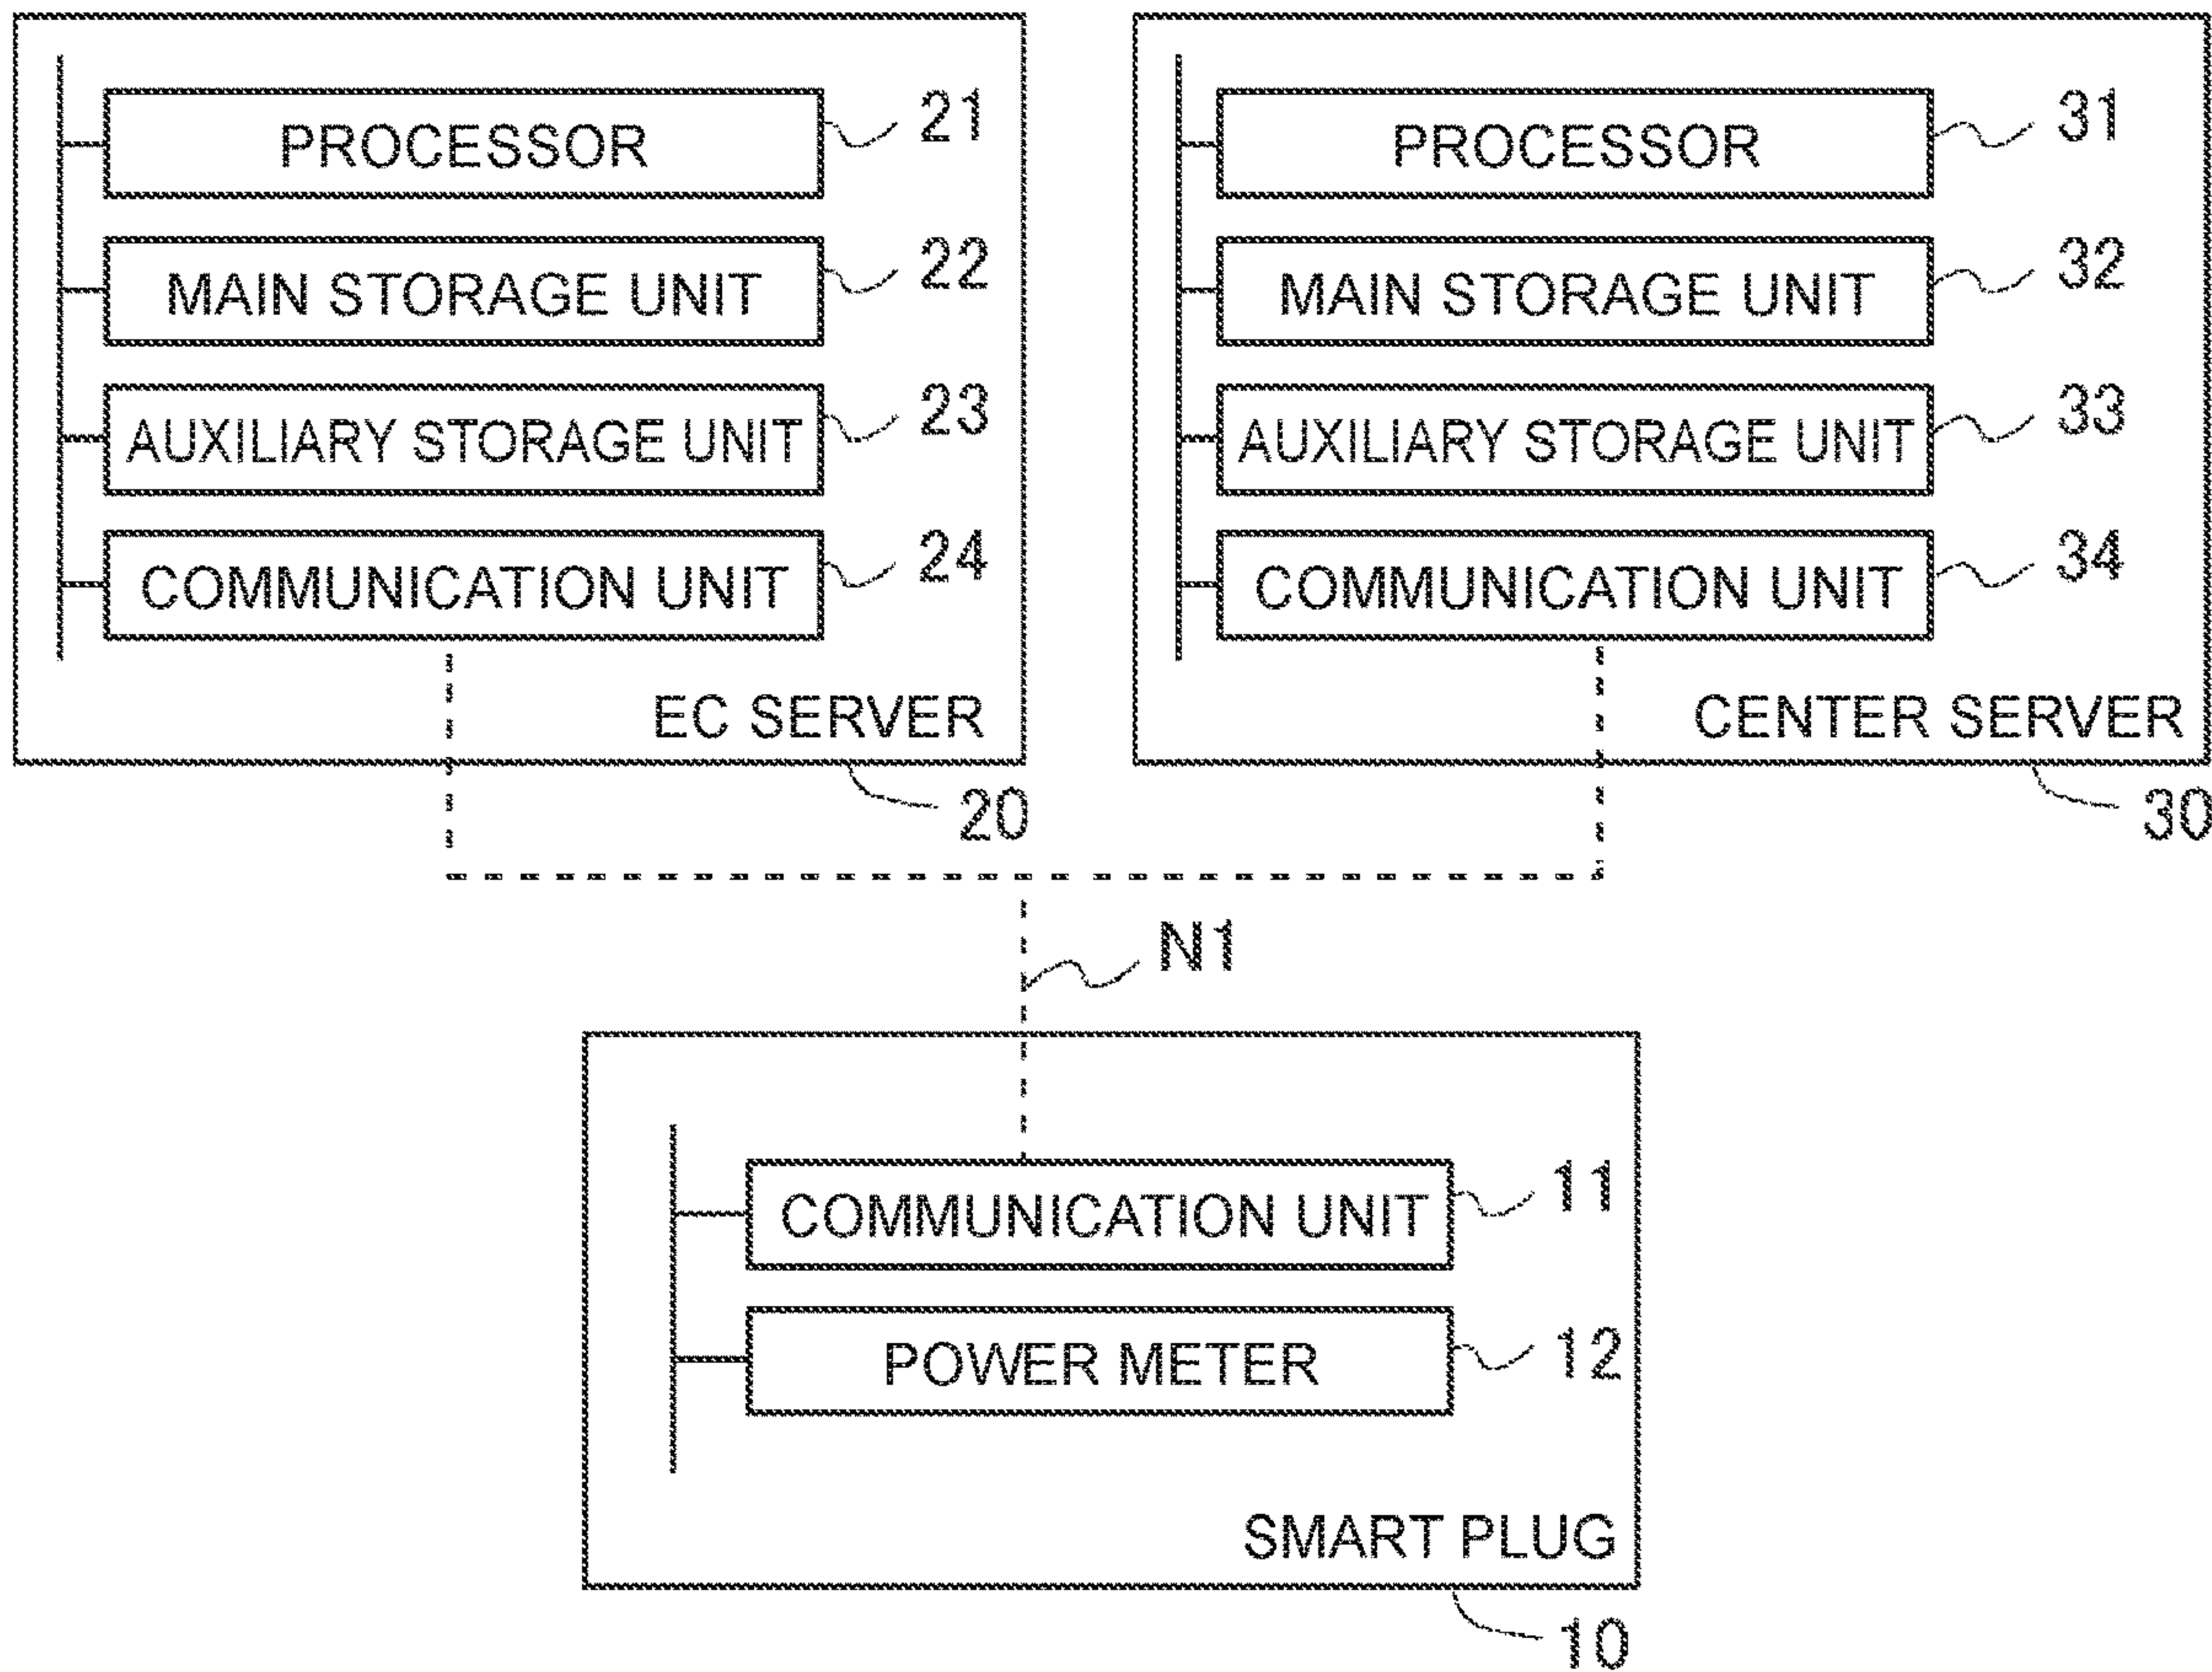 PROCESSOR 21
MAIN STORAGE UNIT 22
AUXILIARY STORAGE UNIT 23
COMMUNICATION UNIT 24
EC SERVER
20
PROCESSOR 31
MAIN STORAGE UNIT 32
AUXILIARY STORAGE UNIT 33
COMMUNICATION UNIT 34
CENTER SERVER
30
N1
COMMUNICATION UNIT 11
POWER METER 12
SMART PLUG
10